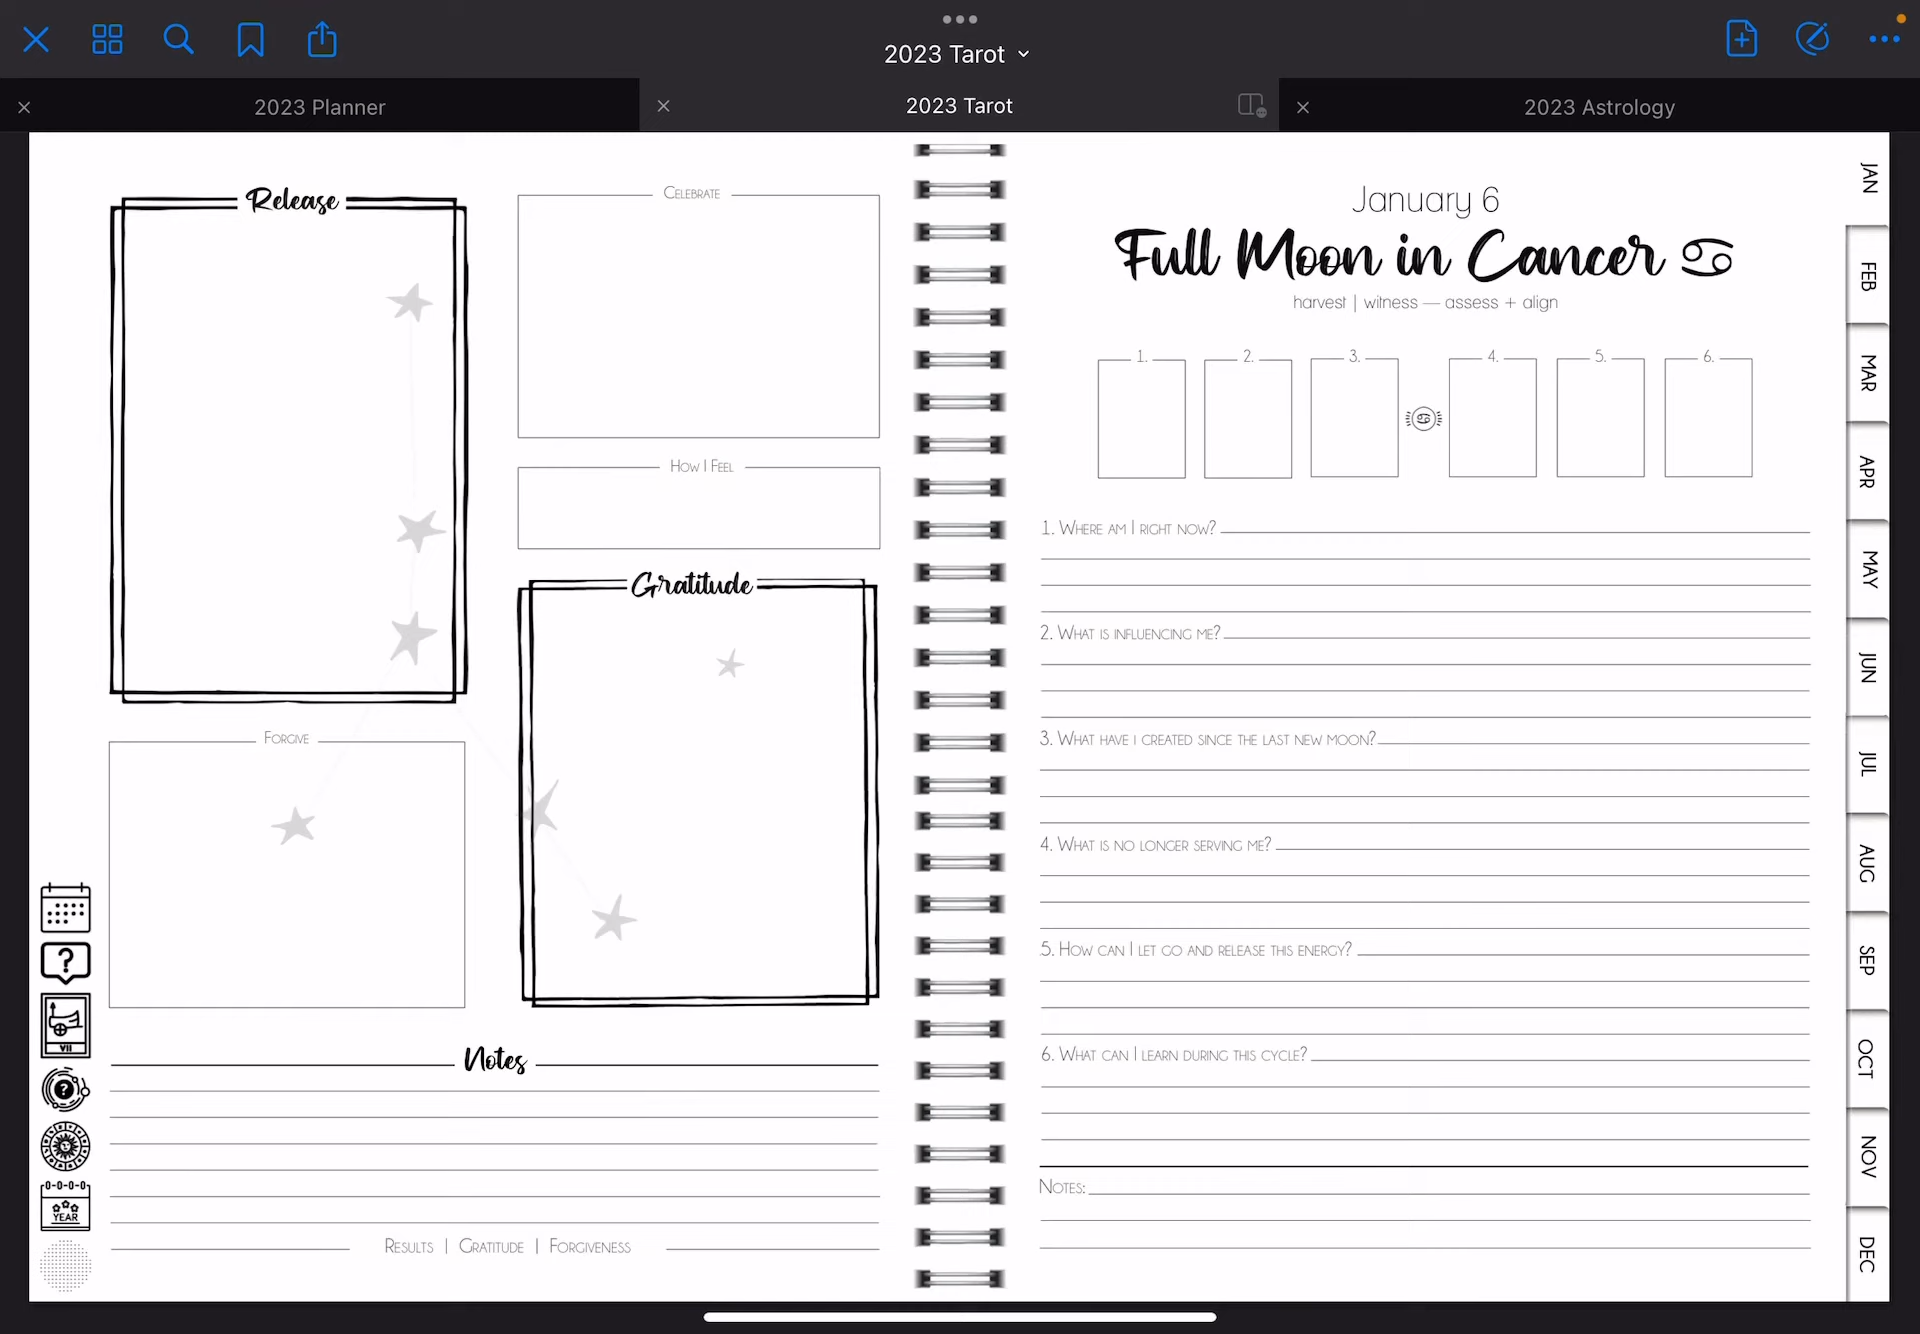 2023 Tarot
2023 Planner
2023 Tarot
2023 Astrology
Release
Celebrate
How I Feel
Gratitude
Forgive
Notes
Results | Gratitude | Forgiveness
VII
?
?
YEAR
January 6
Full Moon in Cancer ♋
harvest | witness — assess + align
1. 2. 3. 4. 5. 6.
1. Where am I right now?
2. What is influencing me?
3. What have I created since the last new moon?
4. What is no longer serving me?
5. How can I let go and release this energy?
6. What can I learn during this cycle?
Notes:
JAN
FEB
MAR
APR
MAY
JUN
JUL
AUG
SEP
OCT
NOV
DEC